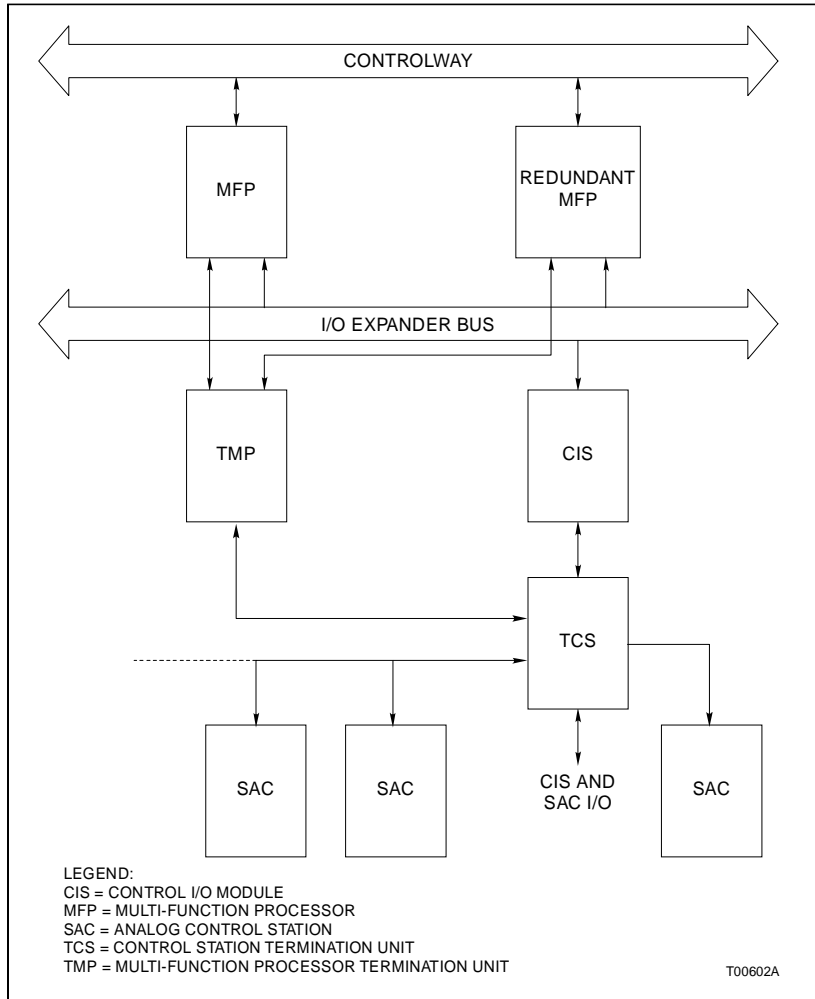 CONTROLWAY
MFP
REDUNDANT
MFP
I/O EXPANDER BUS
TMP
CIS
TCS
SAC
SAC
CIS AND
SAC I/O
SAC
LEGEND:
CIS = CONTROL I/O MODULE
MFP = MULTI-FUNCTION PROCESSOR
SAC = ANALOG CONTROL STATION
TCS = CONTROL STATION TERMINATION UNIT
TMP = MULTI-FUNCTION PROCESSOR TERMINATION UNIT
T00602A